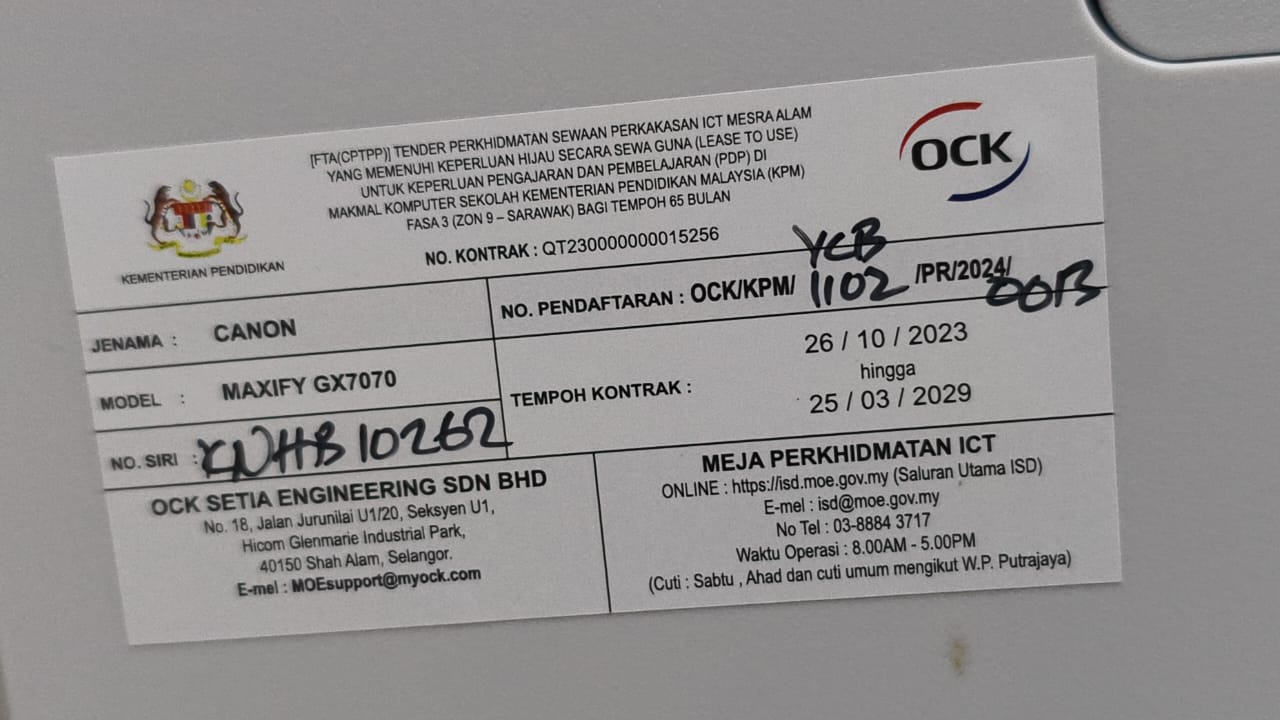 [FTA(CPTPP)] TENDER PERKHIDMATAN SEWAAN PERKAKASAN ICT MESRA ALAM
YANG MEMENUHI KEPERLUAN HIJAU SECARA SEWA GUNA (LEASE TO USE)
UNTUK KEPERLUAN PENGAJARAN DAN PEMBELAJARAN (PDP) DI
MAKMAL KOMPUTER SEKOLAH KEMENTERIAN PENDIDIKAN MALAYSIA (KPM)
FASA 3 (ZON 9 – SARAWAK) BAGI TEMPOH 65 BULAN
NO. KONTRAK : QT230000000015256
KEMENTERIAN PENDIDIKAN
OCK
JENAMA : CANON
MODEL : MAXIFY GX7070
NO. SIRI :
NO. PENDAFTARAN : OCK/KPM/ YCB 1102 /PR/2024/
TEMPOH KONTRAK :
26 / 10 / 2023
hingga
25 / 03 / 2029
OCK SETIA ENGINEERING SDN BHD
No. 18, Jalan Jurunilai U1/20, Seksyen U1,
Hicom Glenmarie Industrial Park,
40150 Shah Alam, Selangor.
E-mel : MOEsupport@myock.com
MEJA PERKHIDMATAN ICT
ONLINE : https://isd.moe.gov.my (Saluran Utama ISD)
E-mel : isd@moe.gov.my
No Tel : 03-8884 3717
Waktu Operasi : 8.00AM - 5.00PM
(Cuti : Sabtu , Ahad dan cuti umum mengikut W.P. Putrajaya)